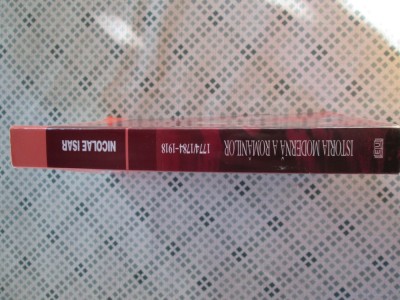 NICOLAE ISAR
ISTORIA MODERNĂ A ROMÂNILOR
1774/1784-1918